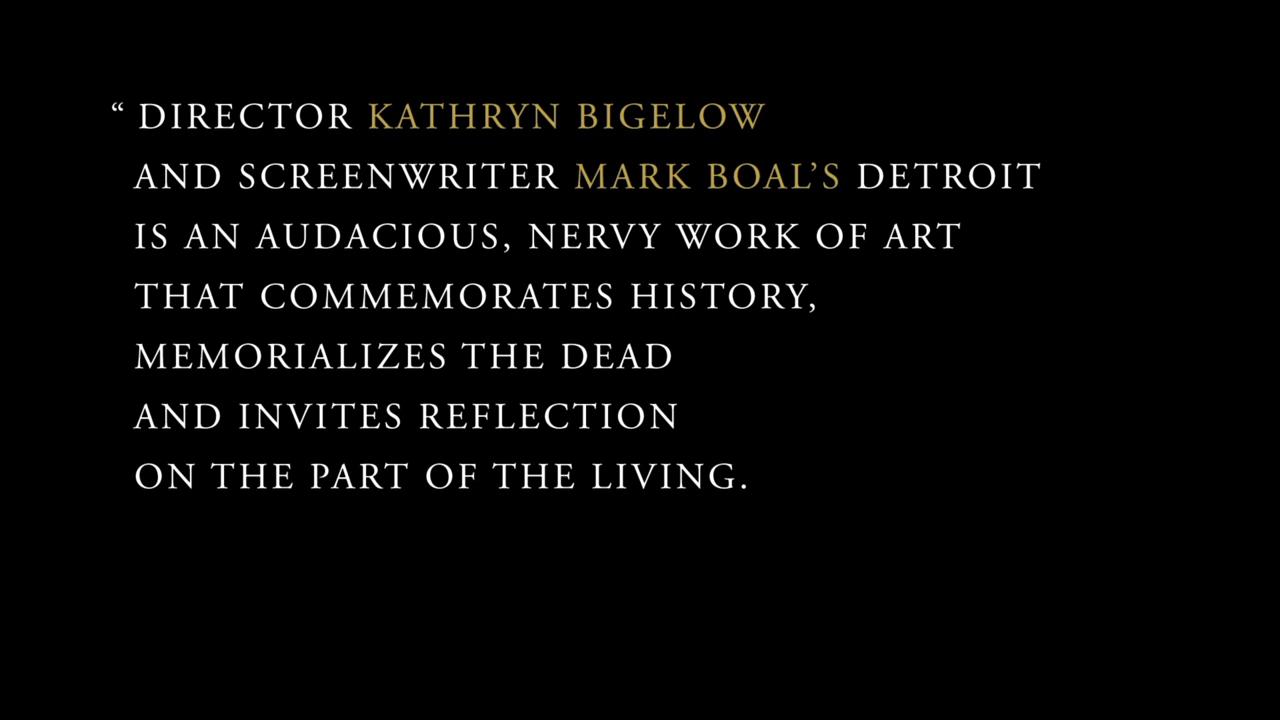 “ DIRECTOR KATHRYN BIGELOW
AND SCREENWRITER MARK BOAL’S DETROIT
IS AN AUDACIOUS, NERVY WORK OF ART
THAT COMMEMORATES HISTORY,
MEMORIALIZES THE DEAD
AND INVITES REFLECTION
ON THE PART OF THE LIVING.